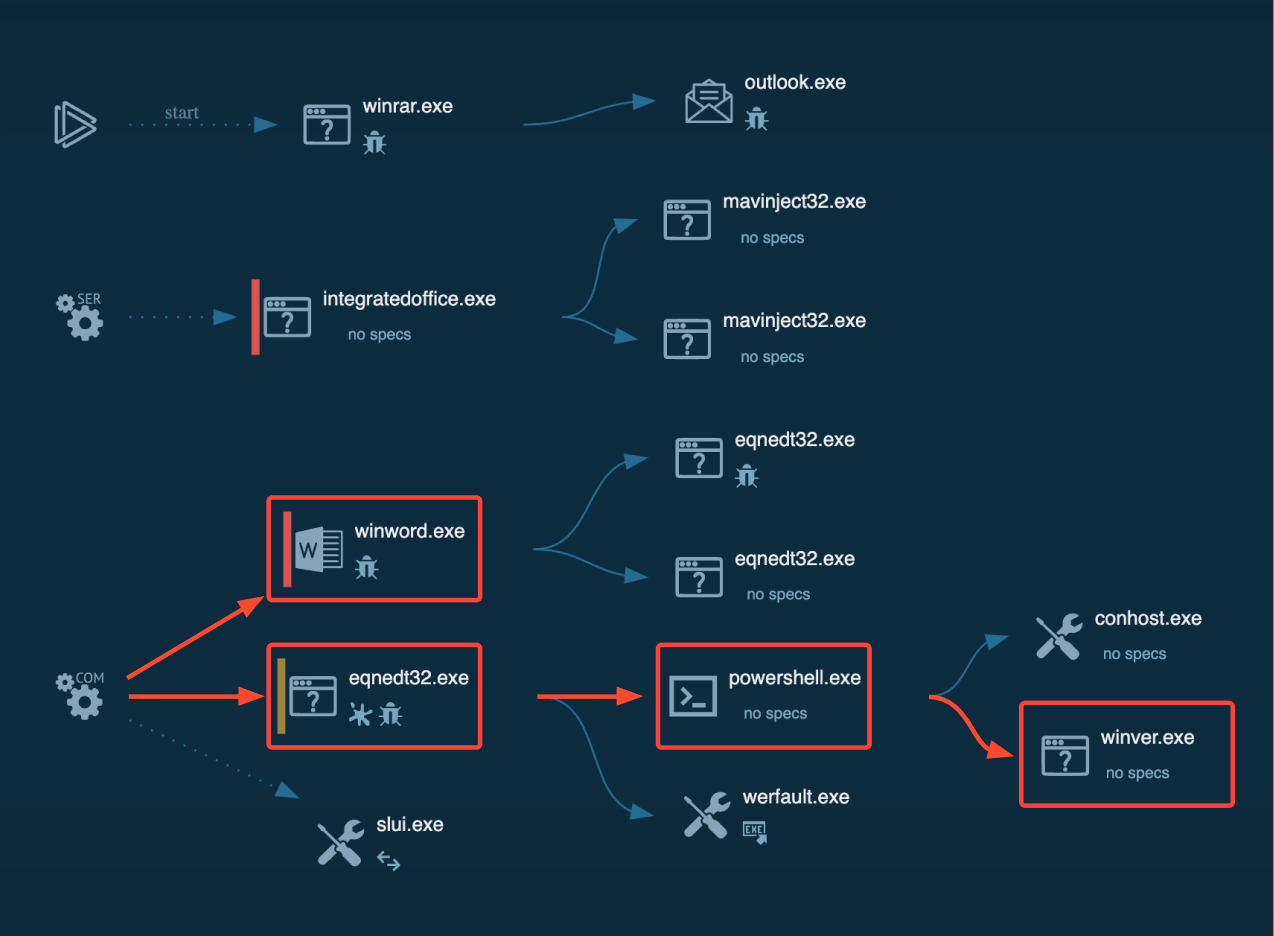 start
winrar.exe
outlook.exe
mavinject32.exe
no specs
SER
integratedoffice.exe
no specs
mavinject32.exe
no specs
eqnedt32.exe
W
winword.exe
eqnedt32.exe
no specs
COM
eqnedt32.exe
powershell.exe
no specs
conhost.exe
no specs
winver.exe
no specs
werfault.exe
EXE
slui.exe